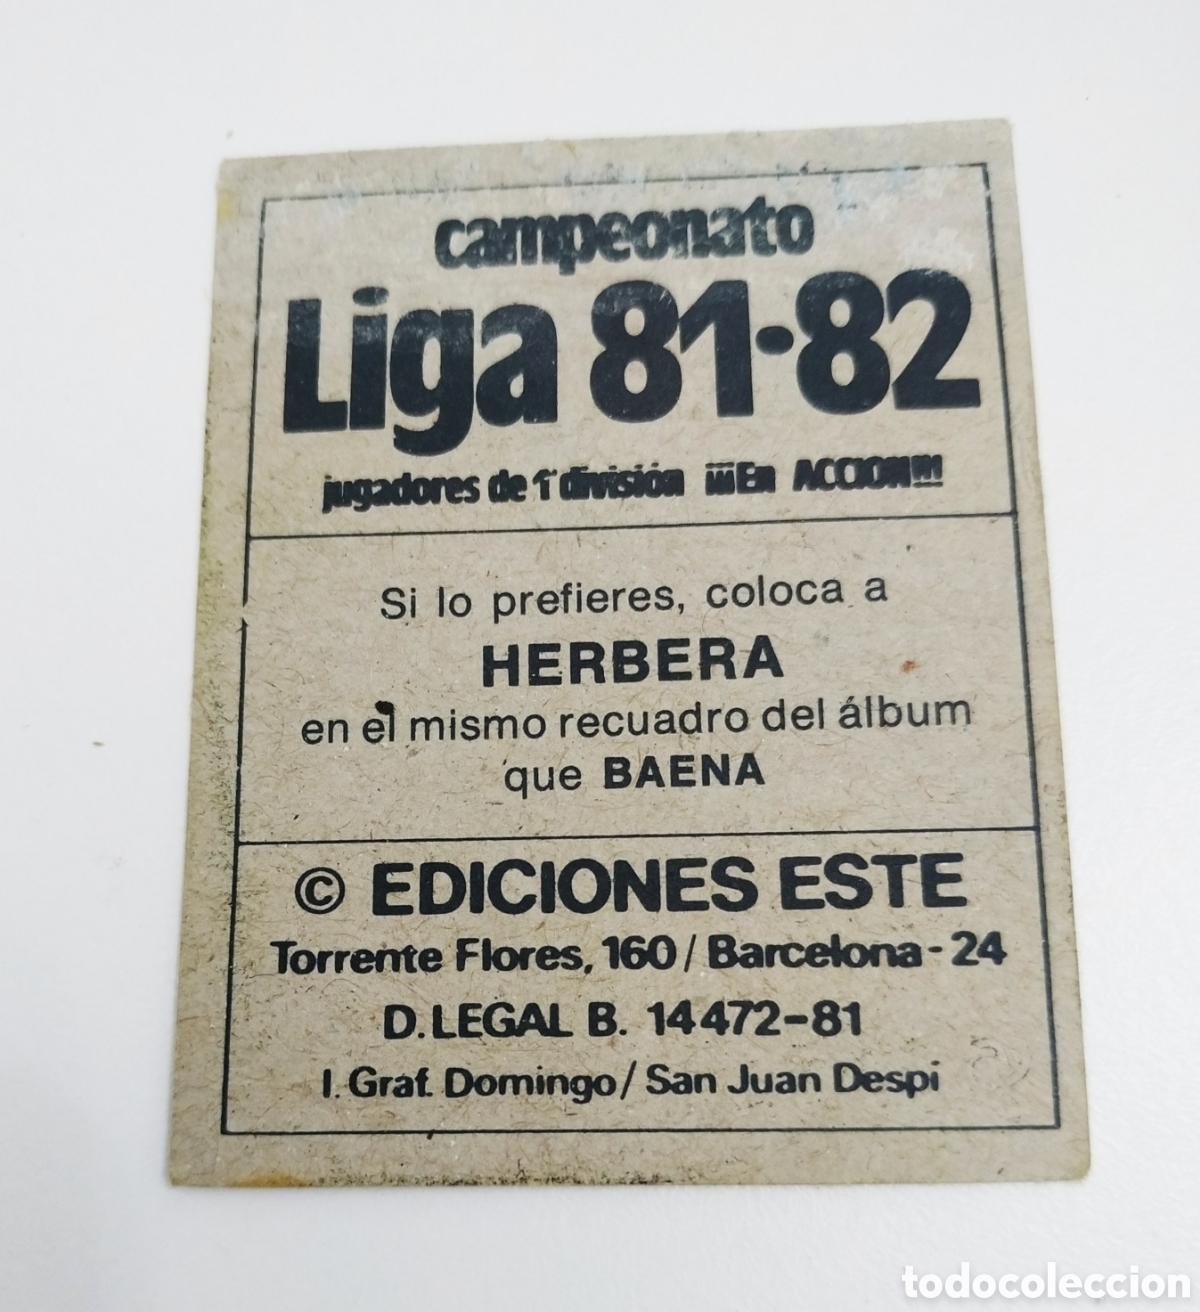 campeonato
Liga 81-82
jugadores de 1ª división ¡¡¡En ACCION!!!
Si lo prefieres, coloca a
HERBERA
en el mismo recuadro del álbum
que BAENA
© EDICIONES ESTE
Torrente Flores, 160 / Barcelona - 24
D. LEGAL B. 14472-81
I. Graf. Domingo / San Juan Despi
todocoleccion